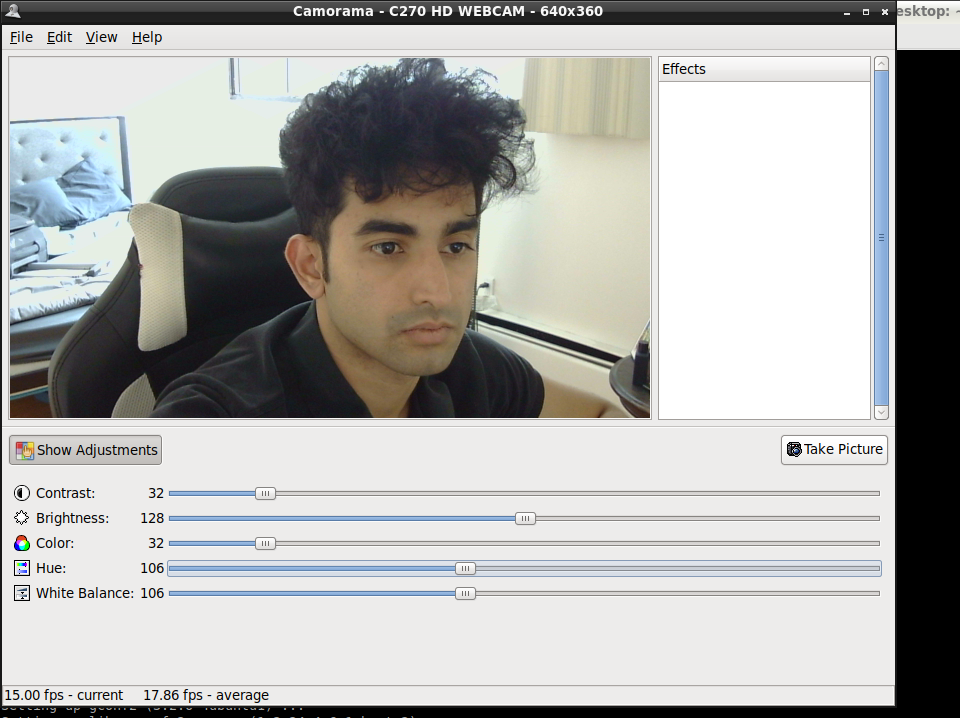 Camorama - C270 HD WEBCAM - 640x360
esktop: ~
File Edit View Help
Effects
Show Adjustments
Take Picture
Contrast: 32
Brightness: 128
Color: 32
Hue: 106
White Balance: 106
15.00 fps - current 17.86 fps - average